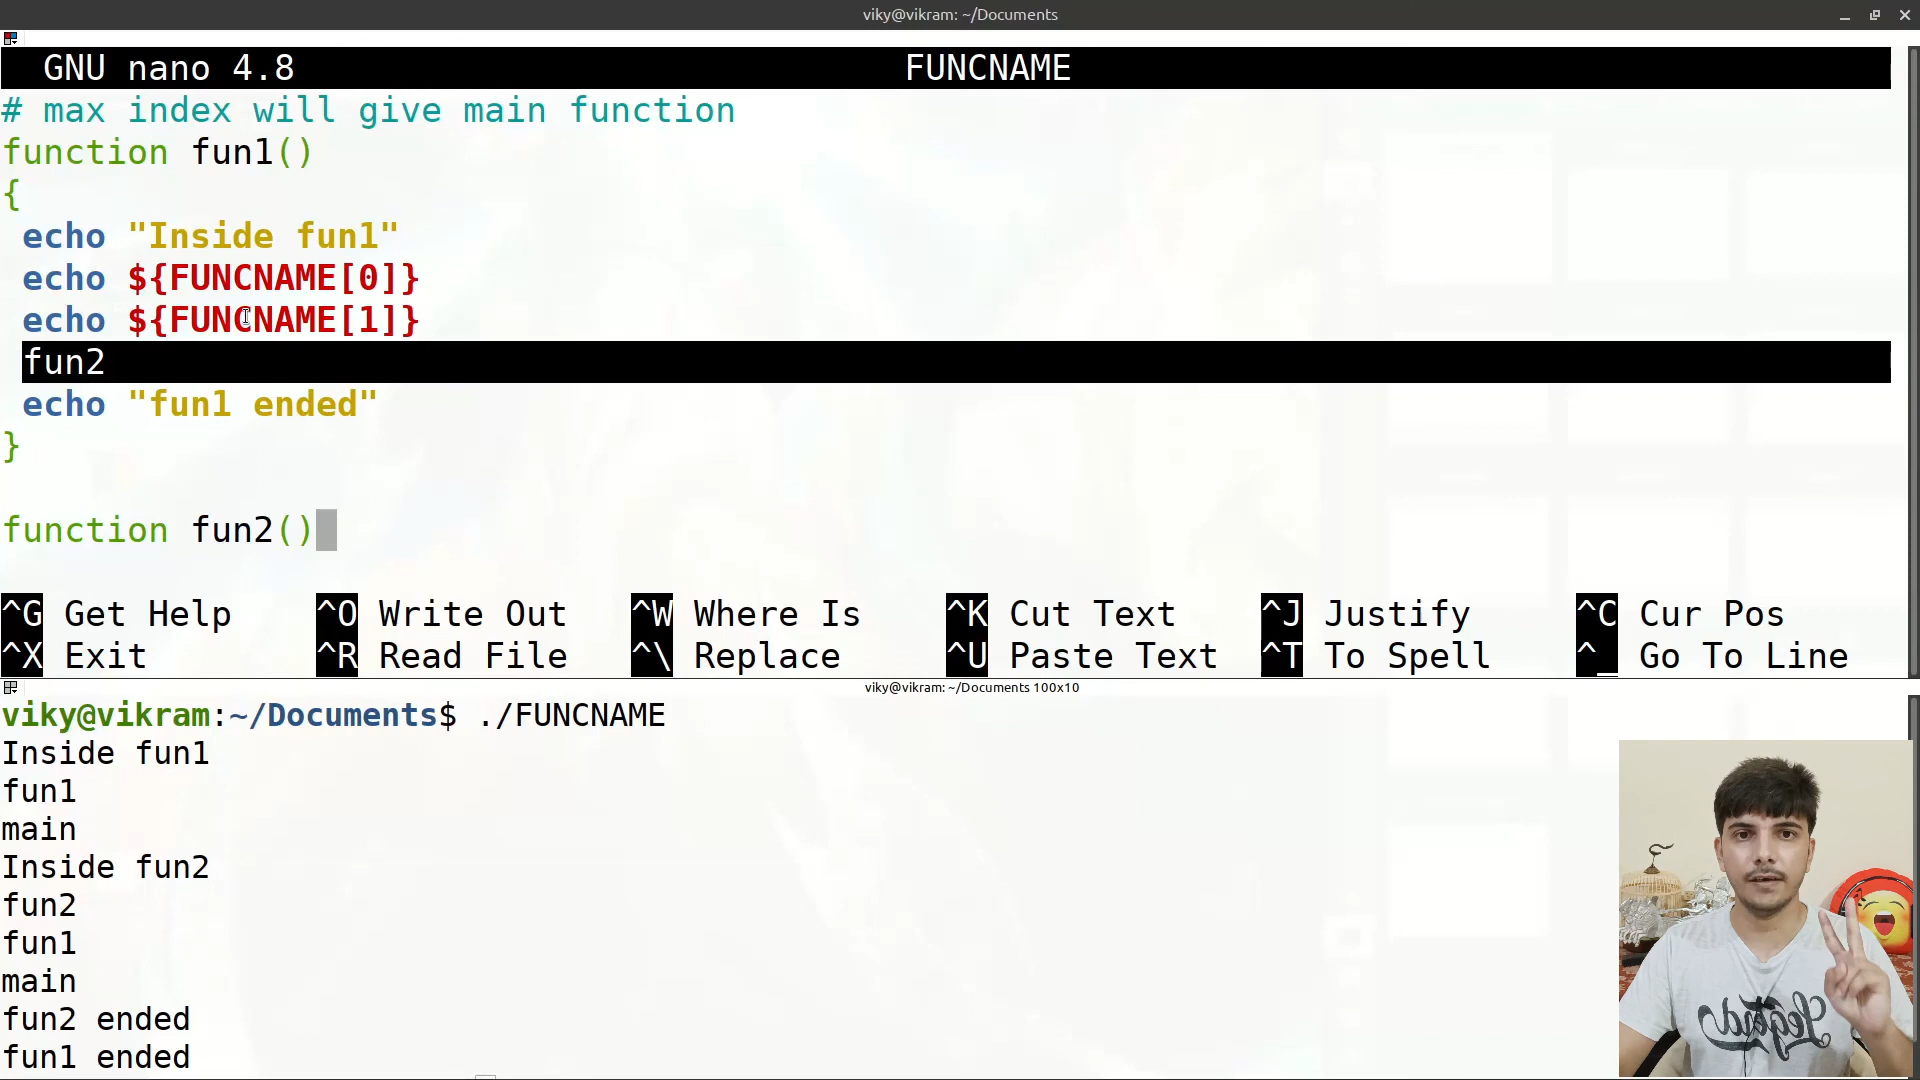 viky@vikram: ~/Documents
GNU nano 4.8 FUNCNAME
# max index will give main function
function fun1()
{
echo "Inside fun1"
echo ${FUNCNAME[0]}
echo ${FUNCNAME[1]}
fun2
echo "fun1 ended"
}
function fun2()
^G Get Help ^O Write Out ^W Where Is ^K Cut Text ^J Justify ^C Cur Pos
^X Exit ^R Read File ^\ Replace ^U Paste Text ^T To Spell ^_ Go To Line
viky@vikram: ~/Documents 100x10
viky@vikram:~/Documents$ ./FUNCNAME
Inside fun1
fun1
main
Inside fun2
fun2
fun1
main
fun2 ended
fun1 ended
Legend